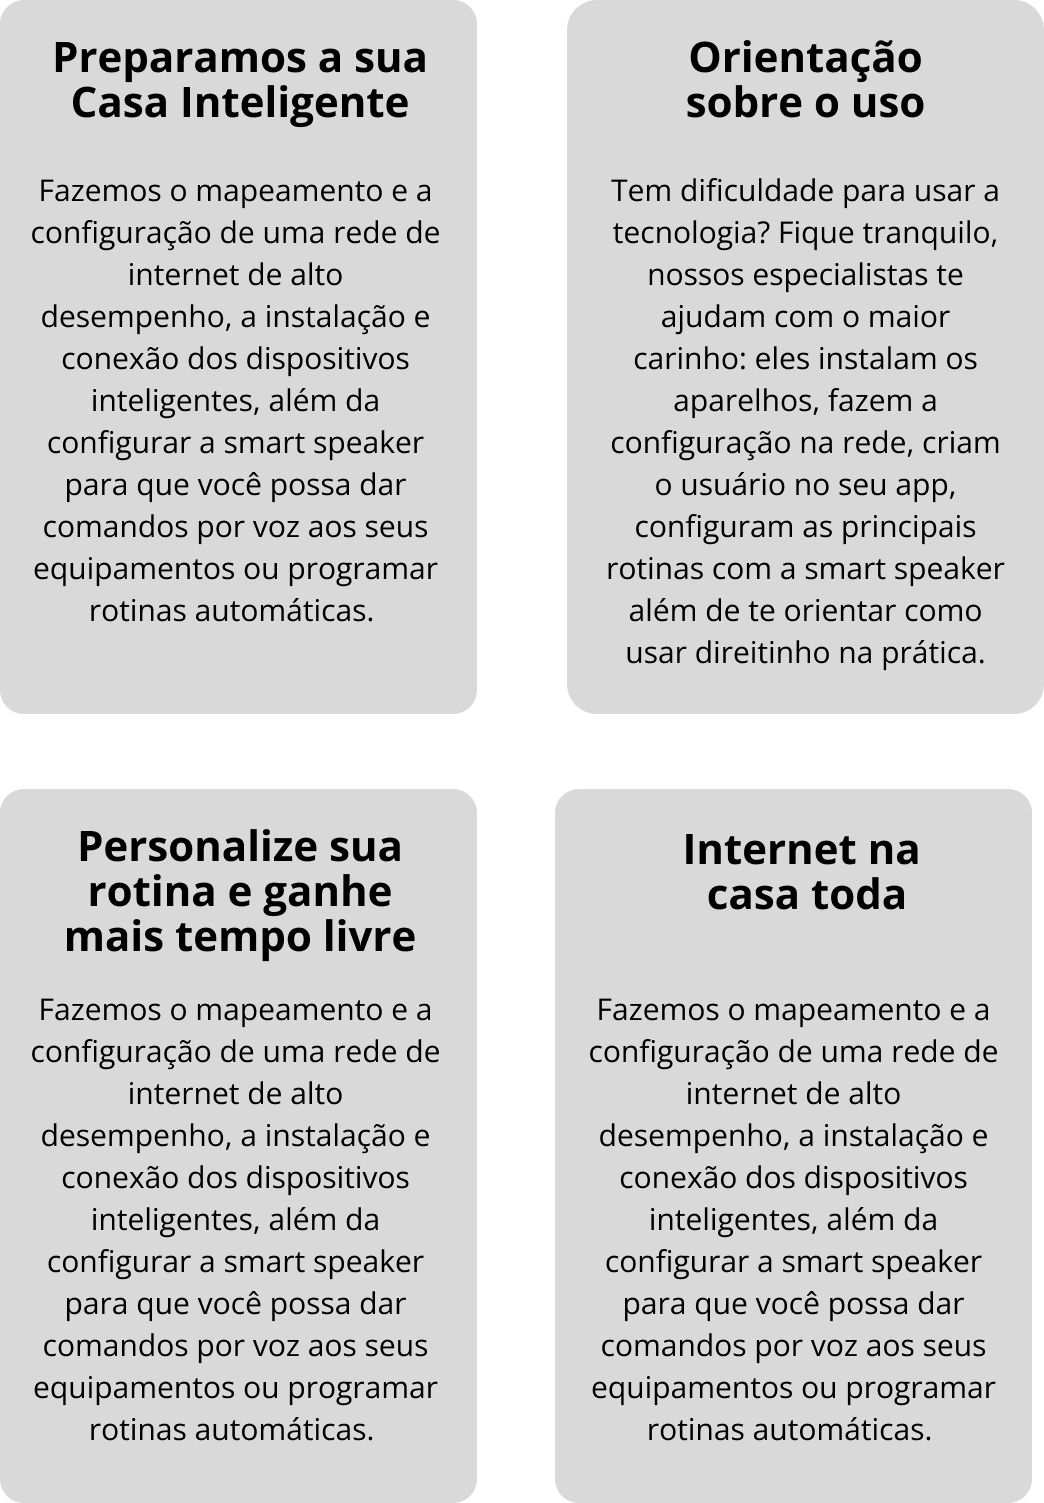 Preparamos a sua
Casa Inteligente
Fazemos o mapeamento e a
configuração de uma rede de
internet de alto
desempenho, a instalação e
conexão dos dispositivos
inteligentes, além da
configurar a smart speaker
para que você possa dar
comandos por voz aos seus
equipamentos ou programar
rotinas automáticas.
Orientação
sobre o uso
Tem dificuldade para usar a
tecnologia? Fique tranquilo,
nossos especialistas te
ajudam com o maior
carinho: eles instalam os
aparelhos, fazem a
configuração na rede, criam
o usuário no seu app,
configuram as principais
rotinas com a smart speaker
além de te orientar como
usar direitinho na prática.
Personalize sua
rotina e ganhe
mais tempo livre
Fazemos o mapeamento e a
configuração de uma rede de
internet de alto
desempenho, a instalação e
conexão dos dispositivos
inteligentes, além da
configurar a smart speaker
para que você possa dar
comandos por voz aos seus
equipamentos ou programar
rotinas automáticas.
Internet na
casa toda
Fazemos o mapeamento e a
configuração de uma rede de
internet de alto
desempenho, a instalação e
conexão dos dispositivos
inteligentes, além da
configurar a smart speaker
para que você possa dar
comandos por voz aos seus
equipamentos ou programar
rotinas automáticas.